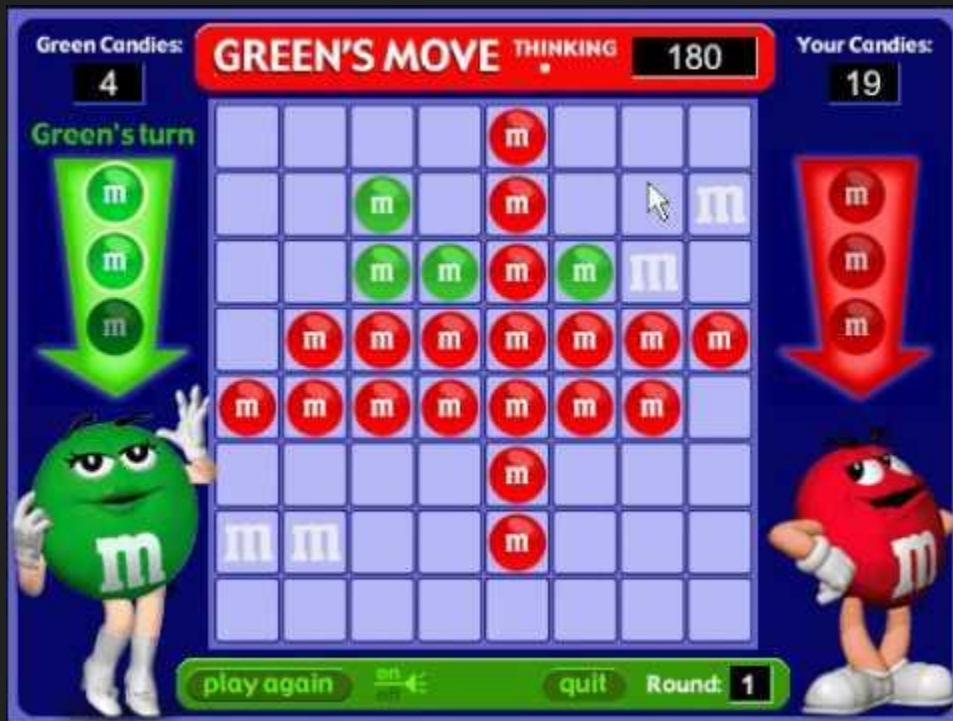 Green Candies:
4
GREEN'S MOVE THINKING 180
Your Candies:
19
Green's turn
m
m m m m m
m m m m m m m
m m m m m m m m m
m m m m m m m
m
m m m
m m
play again
on
off
quit
Round: 1